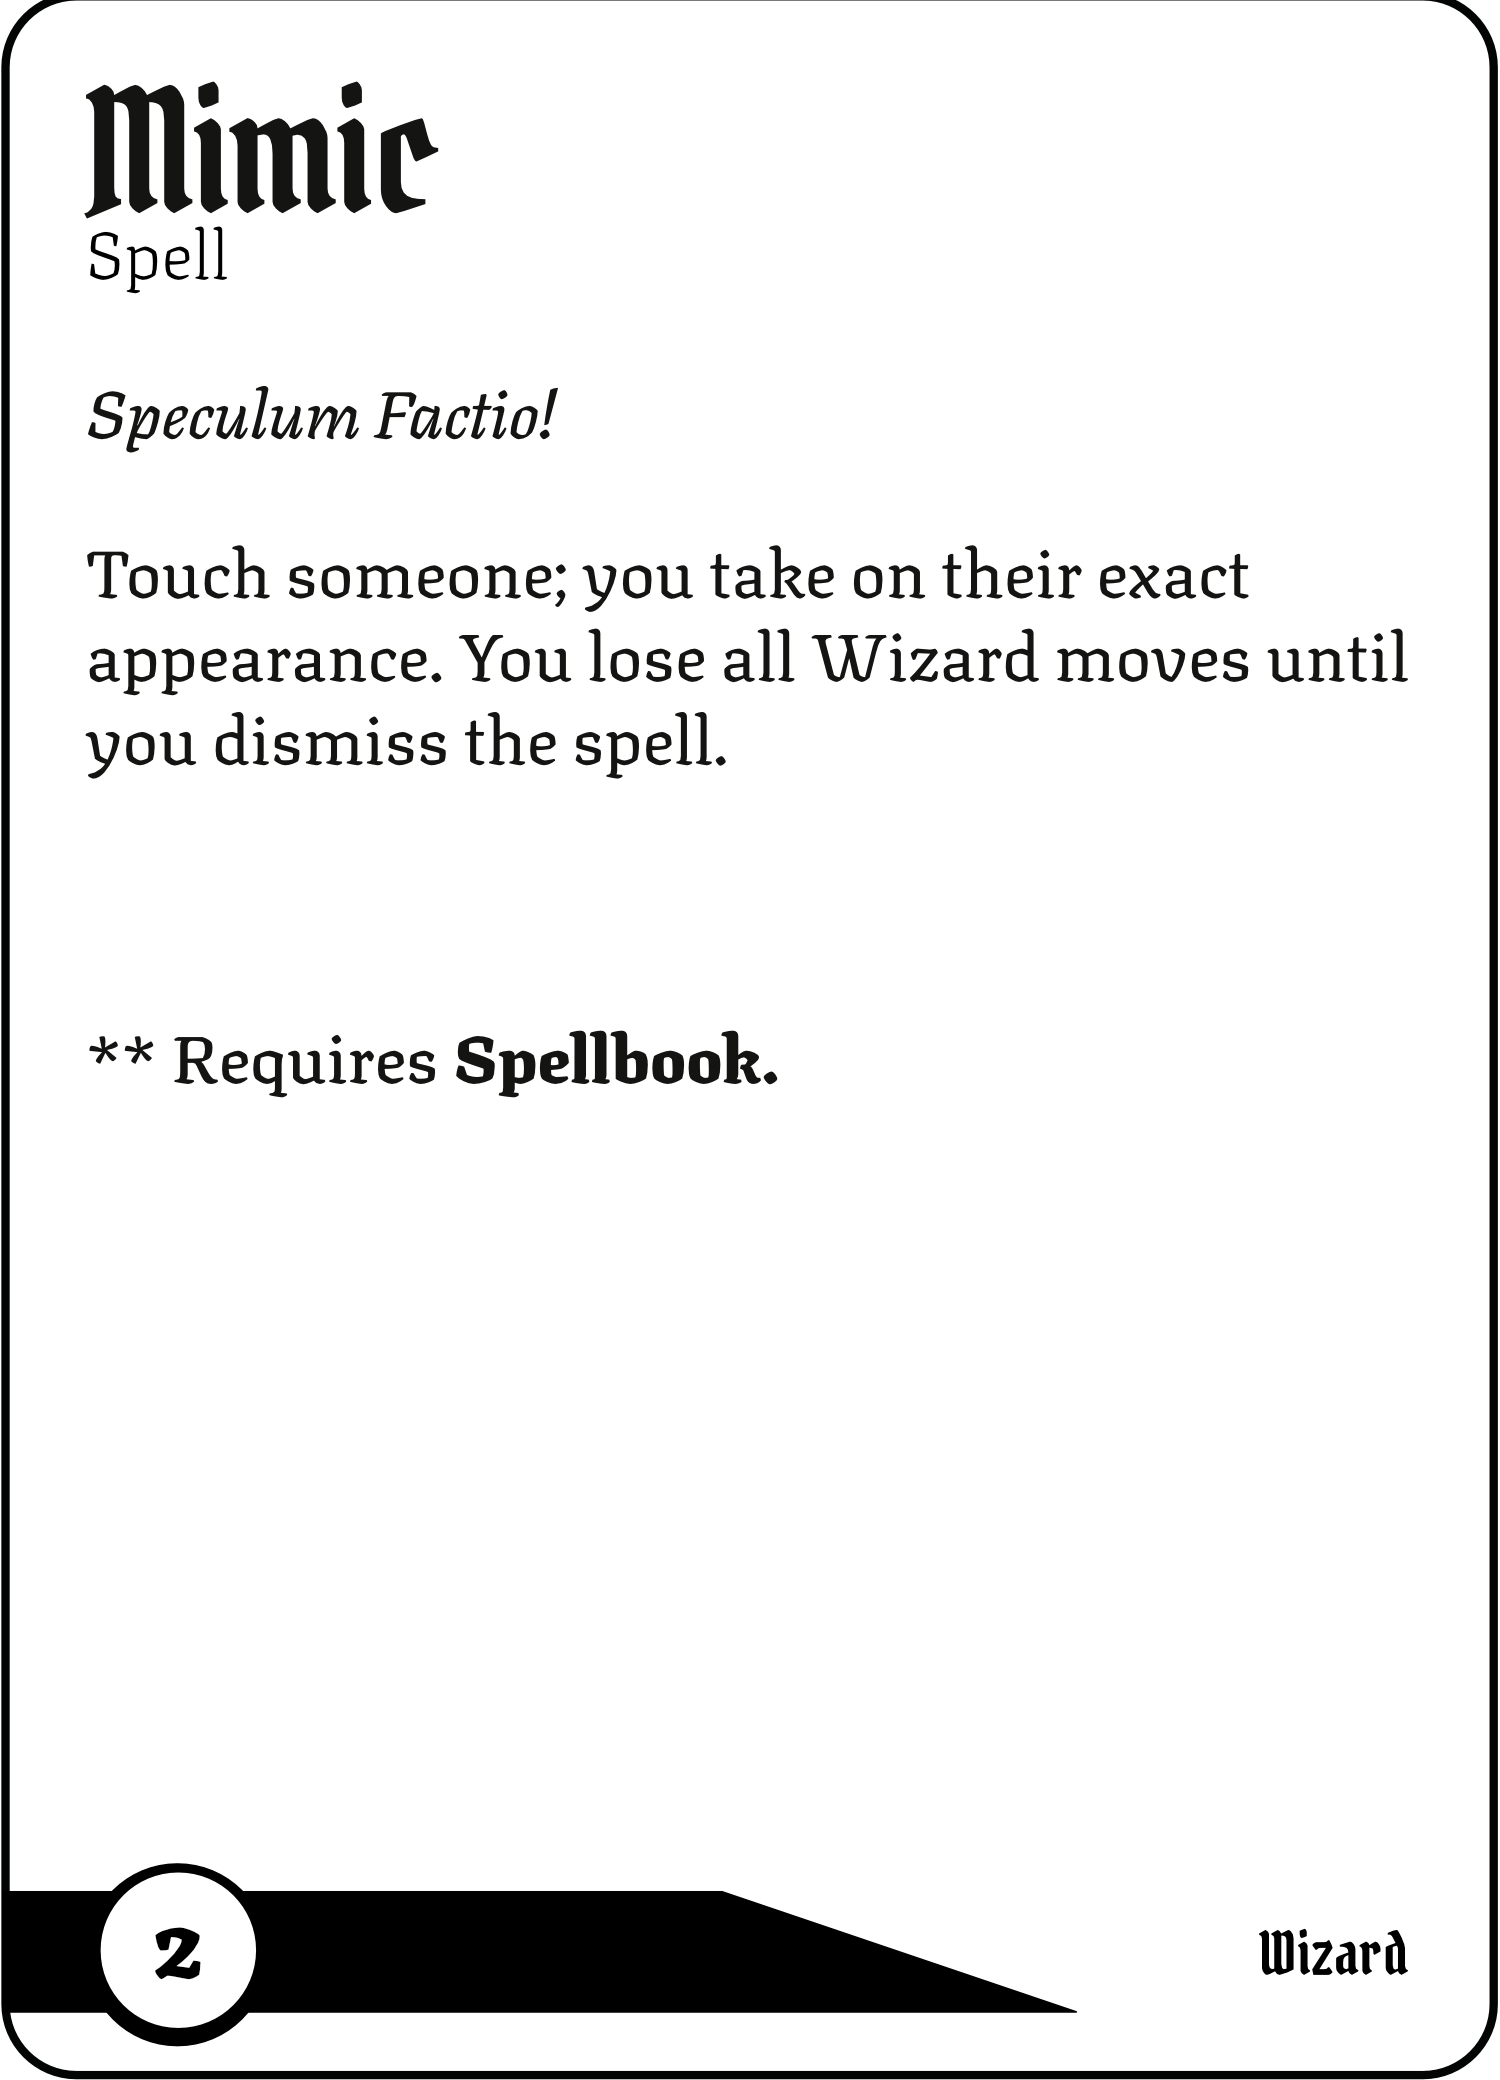 Mimic
Spell
Speculum Factio!
Touch someone; you take on their exact
appearance. You lose all Wizard moves until
you dismiss the spell.
** Requires Spellbook.
2
Wizard